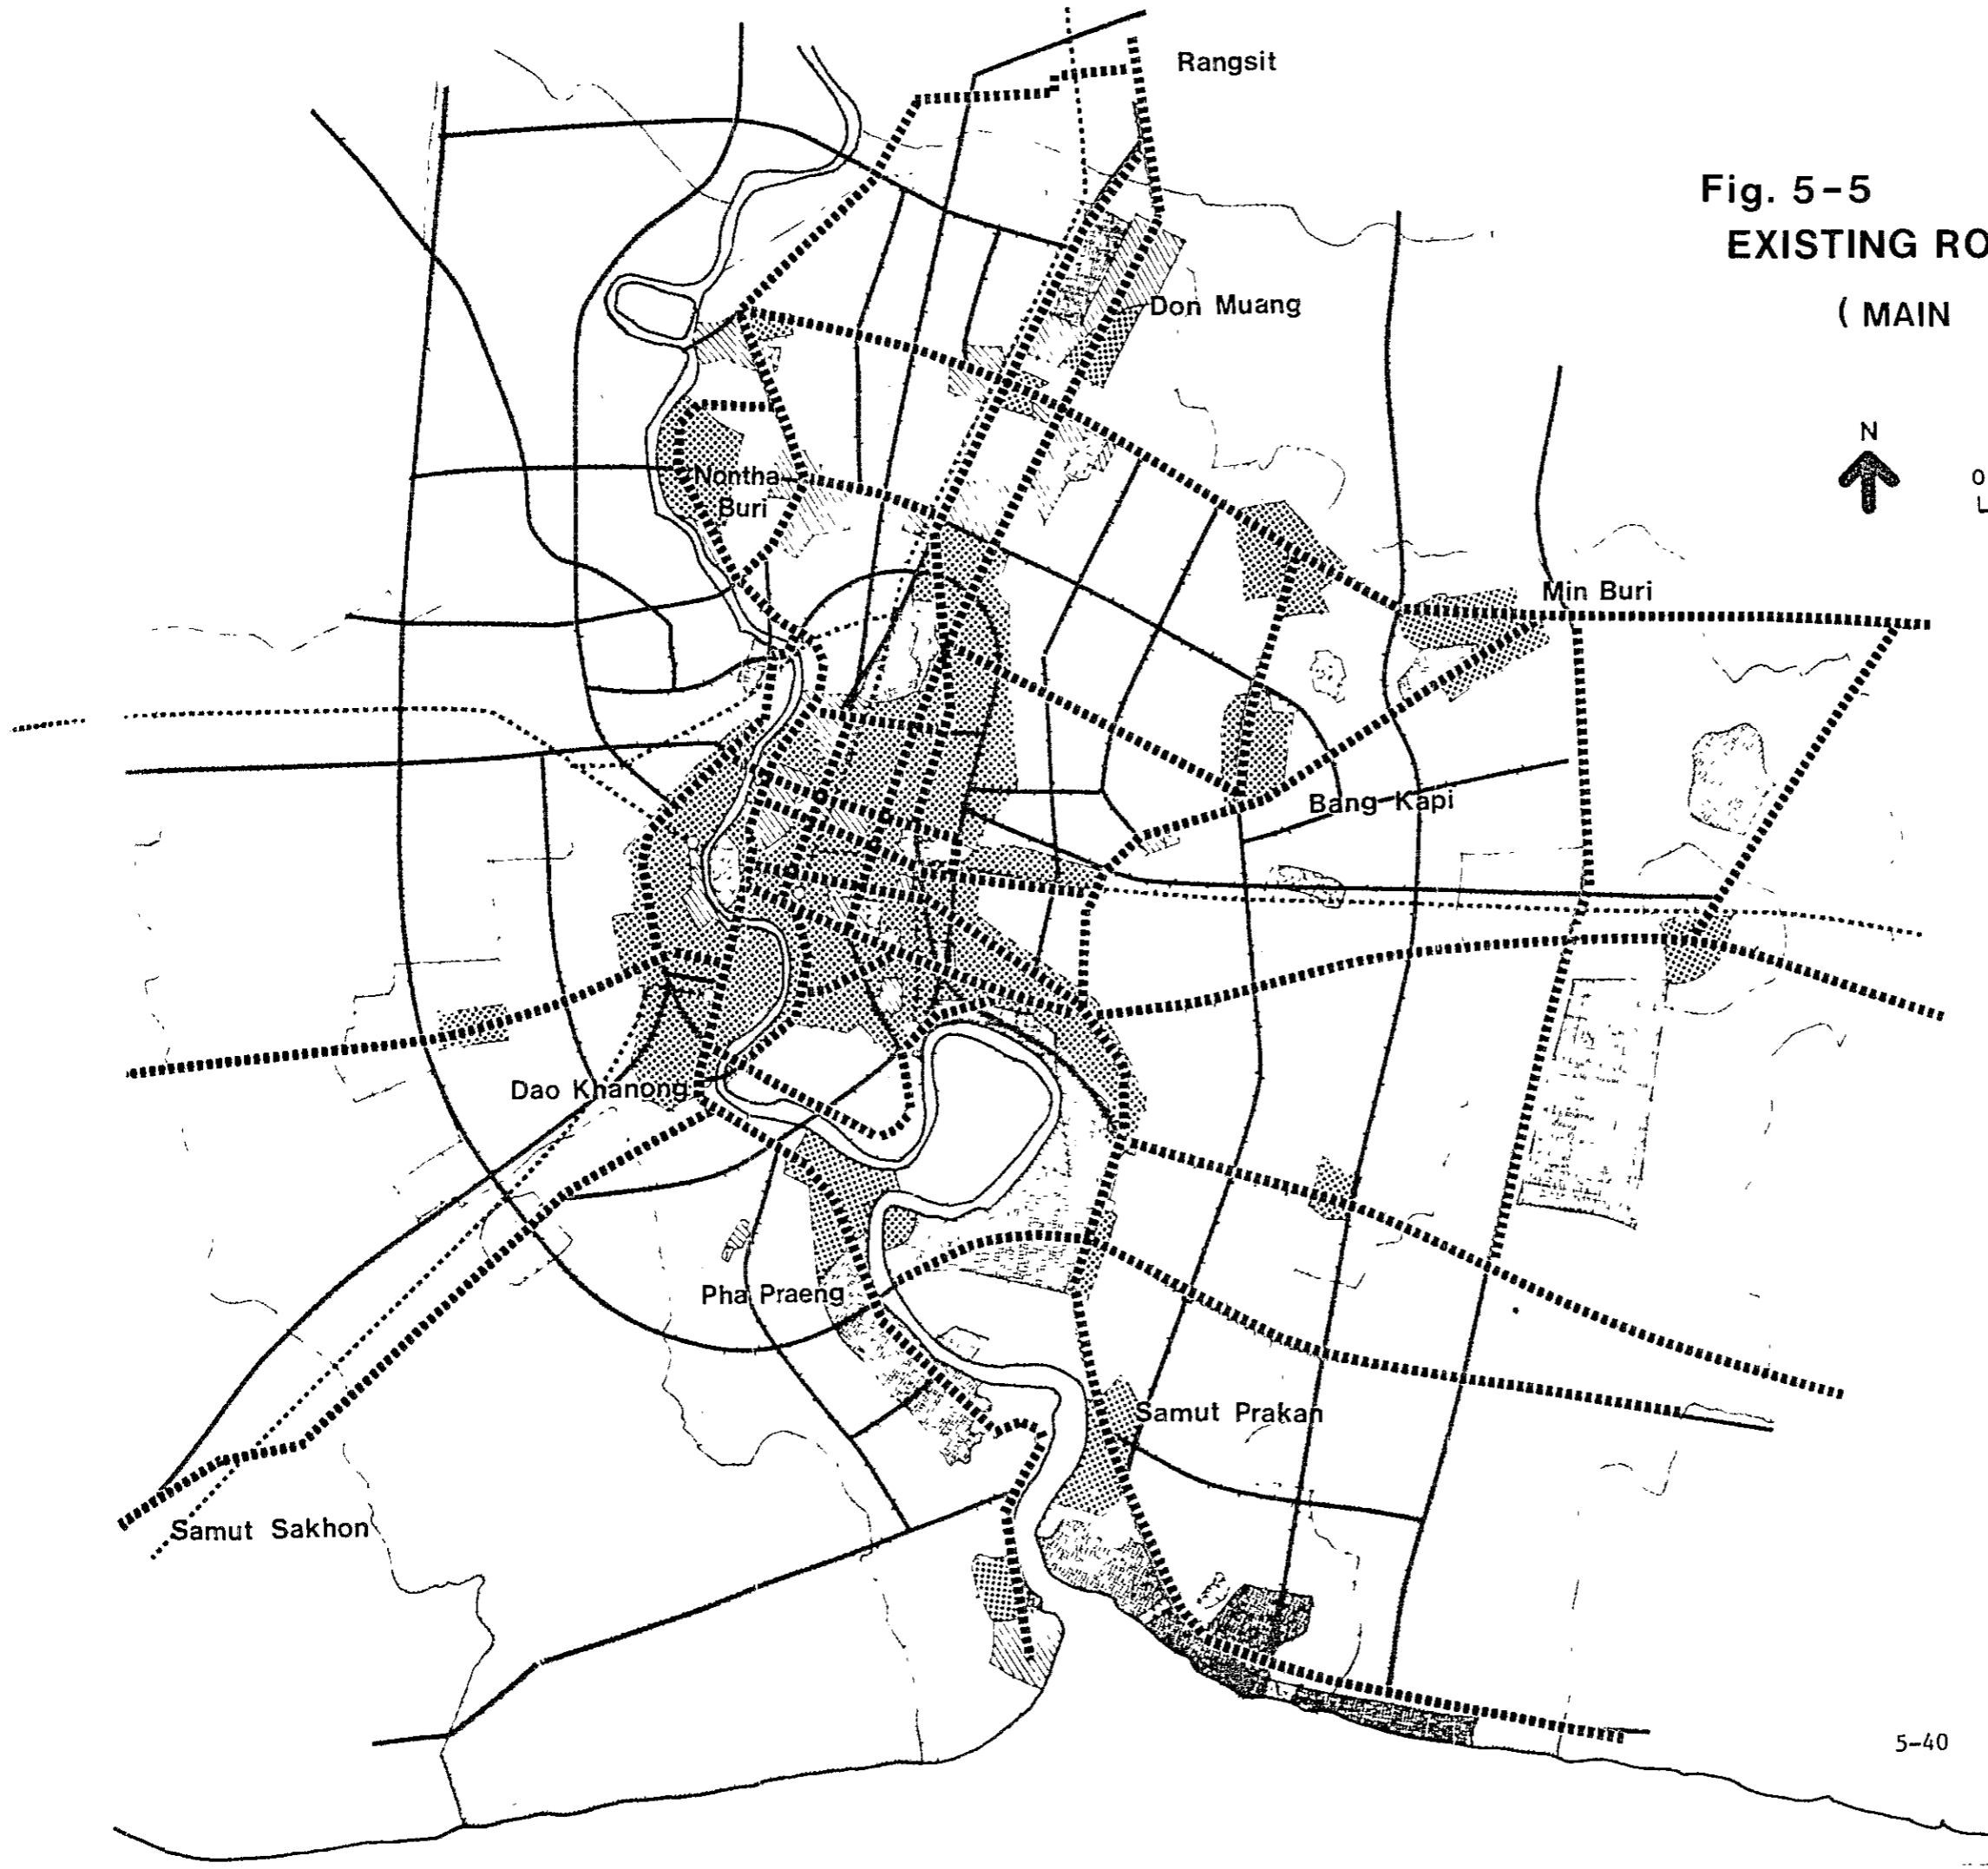 Rangsit
Fig. 5-5
EXISTING RO
( MAIN
Don Muang
N
0
Nontha
Buri
Min Buri
Bang Kapi
Dao Khanong
Pha Praeng
Samut Prakan
Samut Sakhon
5-40